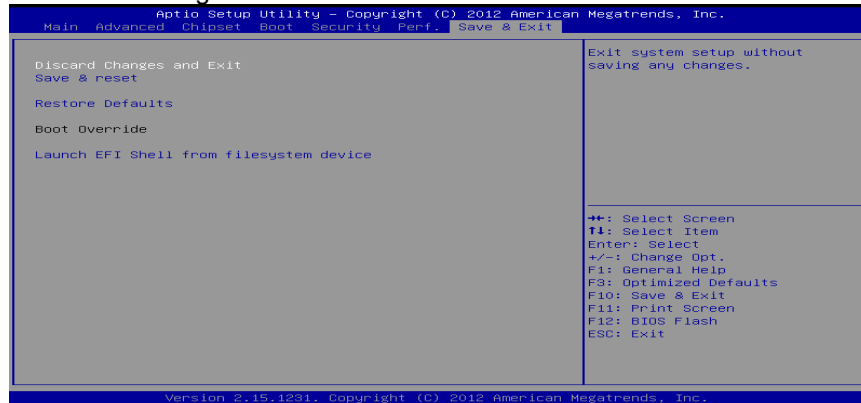 Aptio Setup Utility – Copyright (C) 2012 American Megatrends, Inc.
Main Advanced Chipset Boot Security Perf. Save & Exit
Discard Changes and Exit
Save & reset
Restore Defaults
Boot Override
Launch EFI Shell from filesystem device
Exit system setup without
saving any changes.
→←: Select Screen
↑↓: Select Item
Enter: Select
+/-: Change Opt.
F1: General Help
F3: Optimized Defaults
F10: Save & Exit
F11: Print Screen
F12: BIOS Flash
ESC: Exit
Version 2.15.1231. Copyright (C) 2012 American Megatrends, Inc.